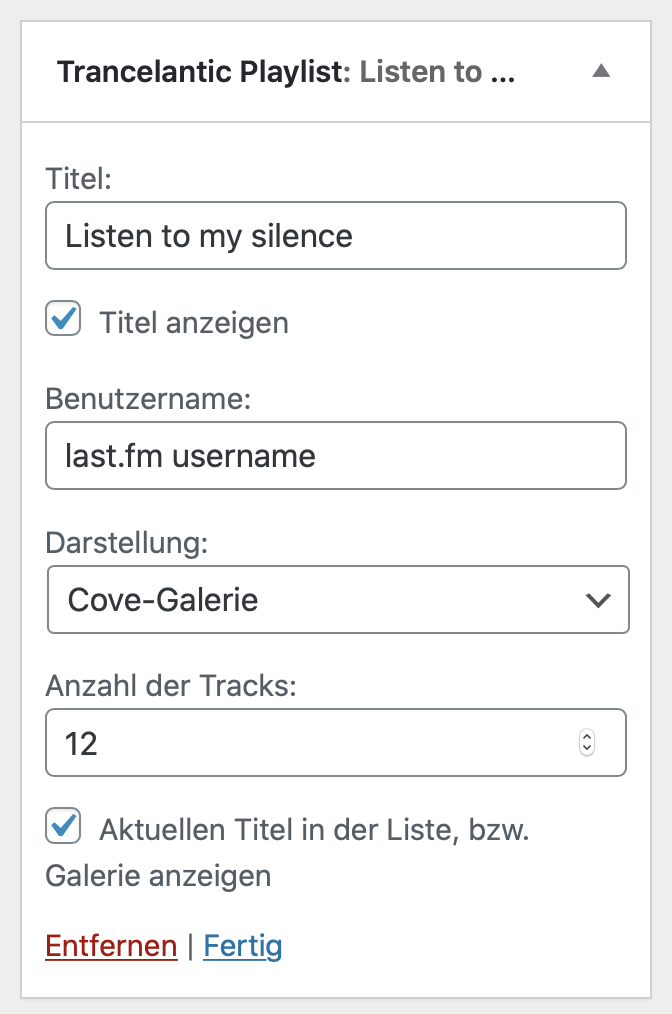 Trancelantic Playlist: Listen to ...
Titel:
Listen to my silence
Titel anzeigen
Benutzername:
last.fm username
Darstellung:
Cove-Galerie
Anzahl der Tracks:
12
Aktuellen Titel in der Liste, bzw.
Galerie anzeigen
Entfernen | Fertig